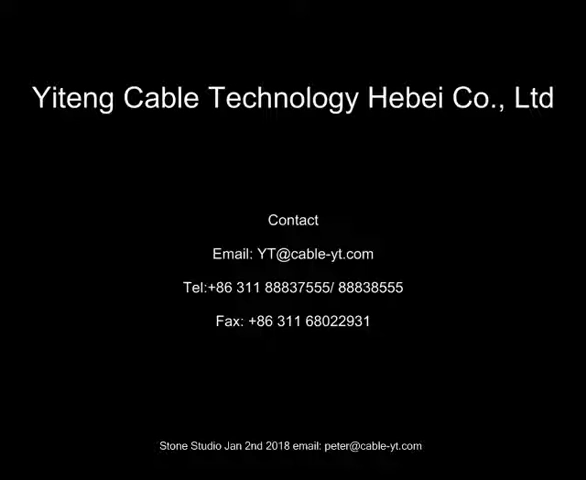 Yiteng Cable Technology Hebei Co., Ltd
Contact
Email: YT@cable-yt.com
Tel:+86 311 88837555/ 88838555
Fax: +86 311 68022931
Stone Studio Jan 2nd 2018 email: peter@cable-yt.com